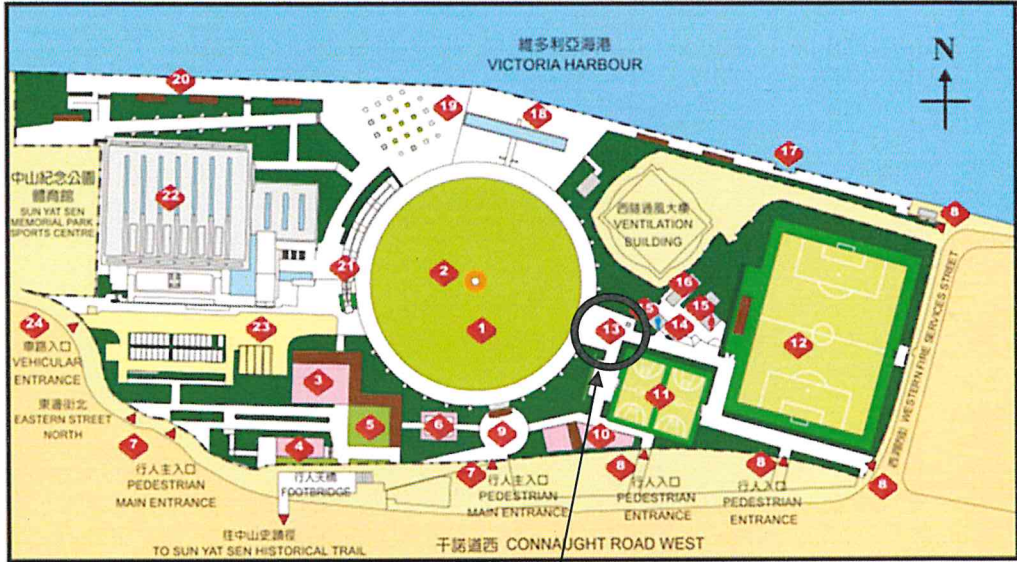 維多利亞海港
VICTORIA HARBOUR
N
20
19
18
17
中山紀念公園
體育館
SUN YAT SEN
MEMORIAL PARK
SPORTS CENTRE
22
西隧通風大樓
VENTILATION
BUILDING
8
21
2
1
16
15
15
14
13
12
西消防街 WESTERN FIRE SERVICES STREET
24
車路入口
VEHICULAR
ENTRANCE
23
3
11
東邊街北
EASTERN STREET
NORTH
5
6
4
9
10
7
7
8
8
8
行人主入口
PEDESTRIAN
MAIN ENTRANCE
行人天橋
FOOTBRIDGE
行人主入口
PEDESTRIAN
MAIN ENTRANCE
行人入口
PEDESTRIAN
ENTRANCE
行人入口
PEDESTRIAN
ENTRANCE
往中山史蹟徑
TO SUN YAT SEN HISTORICAL TRAIL
干諾道西 CONNAUGHT ROAD WEST